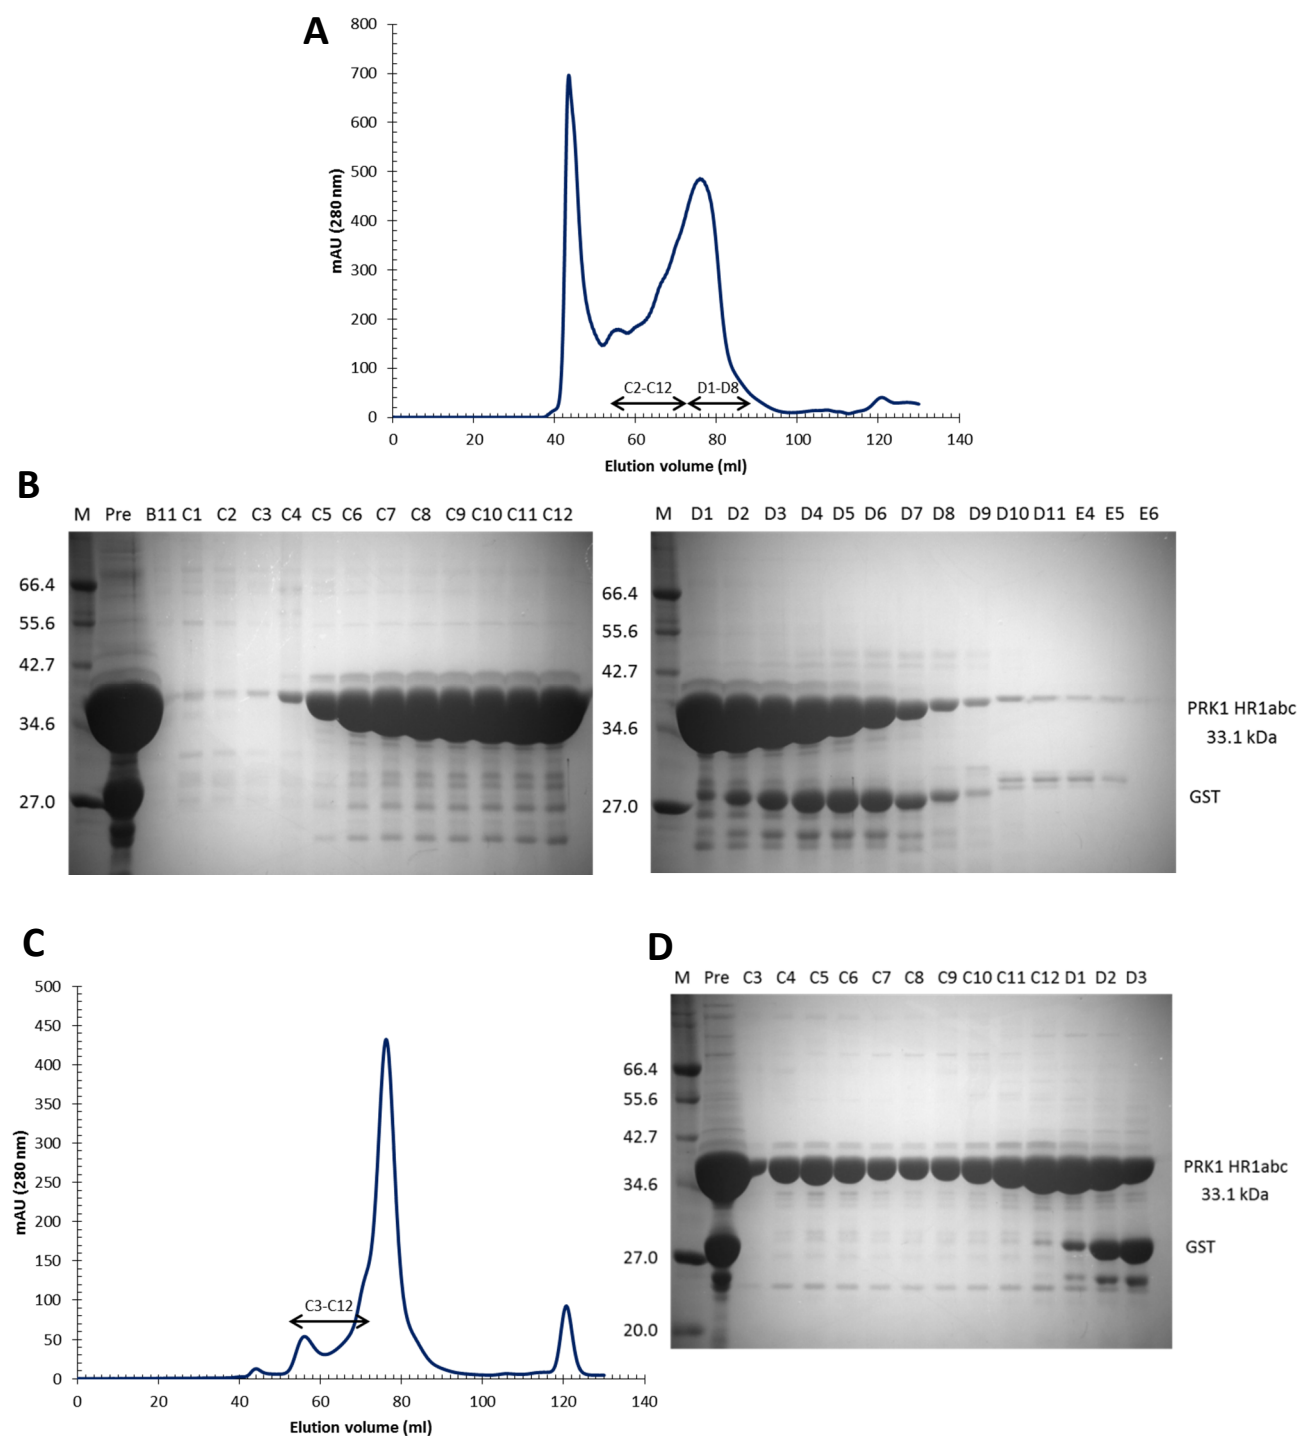 A
800
700
600
500
400
300
200
100
0
mAU (280 nm)
C2-C12 D1-D8
0 20 40 60 80 100 120 140
Elution volume (ml)
B
M Pre B11 C1 C2 C3 C4 C5 C6 C7 C8 C9 C10 C11 C12
66.4
55.6
42.7
34.6
27.0
M D1 D2 D3 D4 D5 D6 D7 D8 D9 D10 D11 E4 E5 E6
66.4
55.6
42.7
34.6
27.0
PRK1 HR1abc
33.1 kDa
GST
C
500
450
400
350
300
250
200
150
100
50
0
mAU (280 nm)
C3-C12
0 20 40 60 80 100 120 140
Elution volume (ml)
D
M Pre C3 C4 C5 C6 C7 C8 C9 C10 C11 C12 D1 D2 D3
66.4
55.6
42.7
34.6
27.0
20.0
PRK1 HR1abc
33.1 kDa
GST